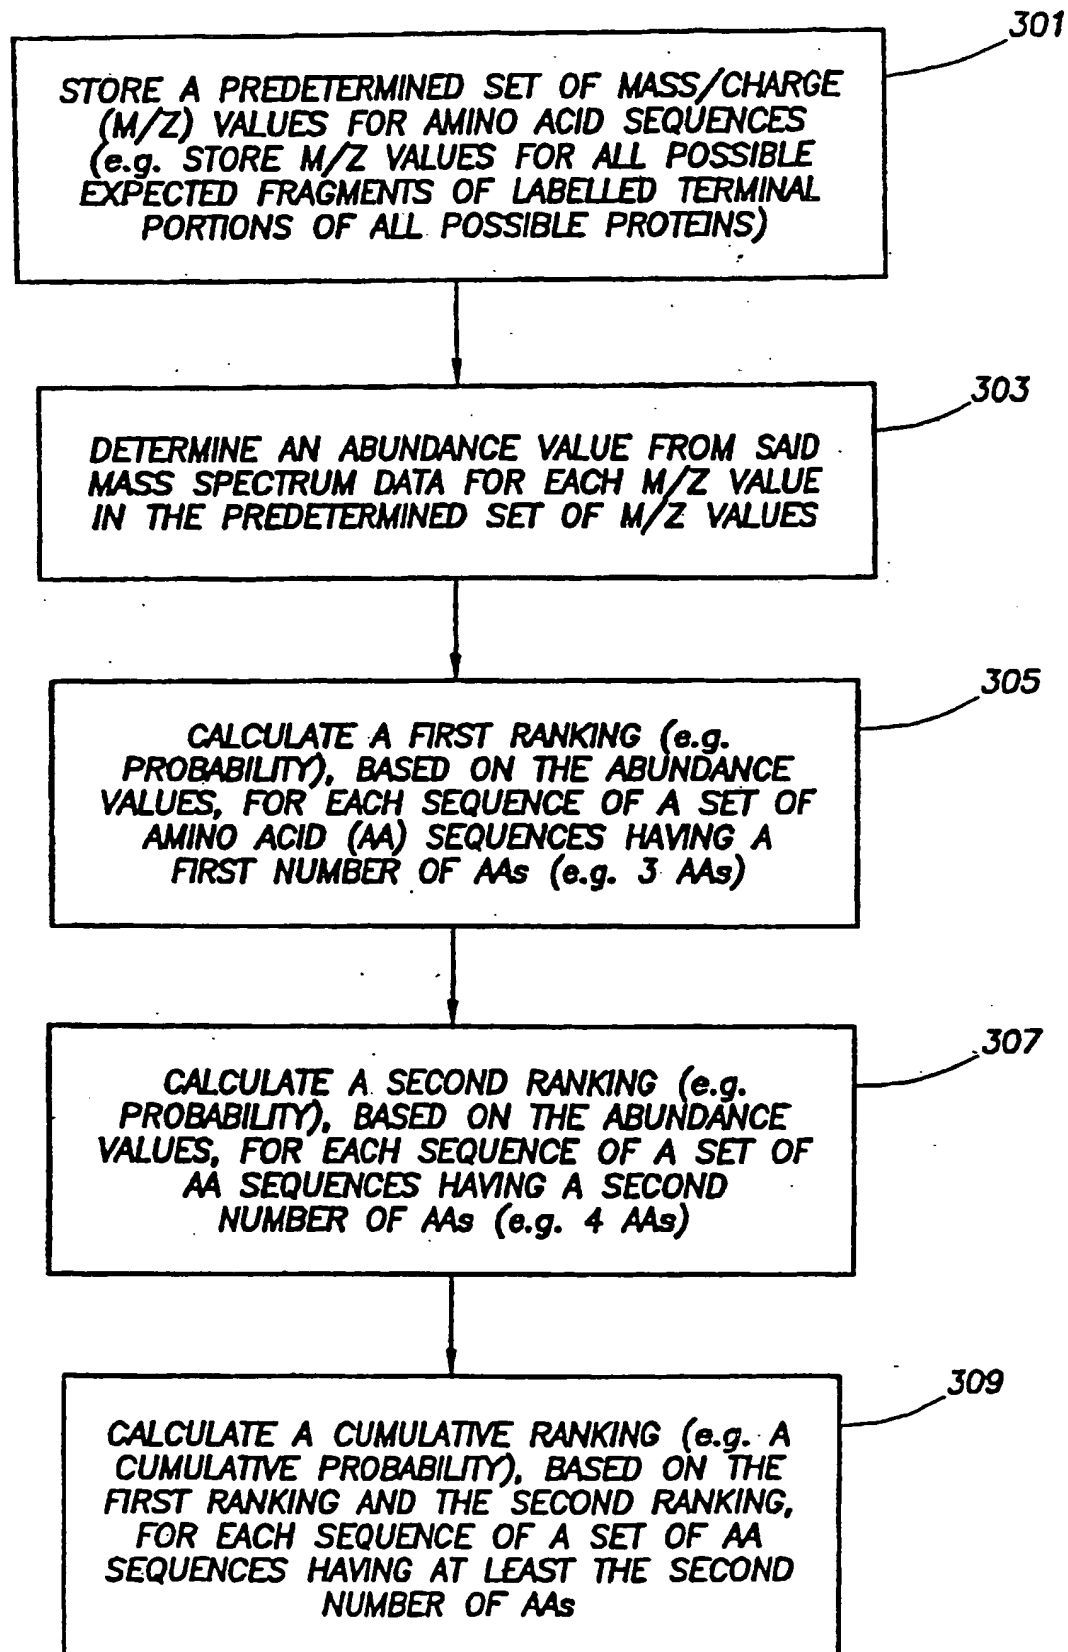 301
STORE A PREDETERMINED SET OF MASS/CHARGE
(M/Z) VALUES FOR AMINO ACID SEQUENCES
(e.g. STORE M/Z VALUES FOR ALL POSSIBLE
EXPECTED FRAGMENTS OF LABELLED TERMINAL
PORTIONS OF ALL POSSIBLE PROTEINS)
303
DETERMINE AN ABUNDANCE VALUE FROM SAID
MASS SPECTRUM DATA FOR EACH M/Z VALUE
IN THE PREDETERMINED SET OF M/Z VALUES
305
CALCULATE A FIRST RANKING (e.g.
PROBABILITY), BASED ON THE ABUNDANCE
VALUES, FOR EACH SEQUENCE OF A SET OF
AMINO ACID (AA) SEQUENCES HAVING A
FIRST NUMBER OF AAs (e.g. 3 AAs)
307
CALCULATE A SECOND RANKING (e.g.
PROBABILITY), BASED ON THE ABUNDANCE
VALUES, FOR EACH SEQUENCE OF A SET OF
AA SEQUENCES HAVING A SECOND
NUMBER OF AAs (e.g. 4 AAs)
309
CALCULATE A CUMULATIVE RANKING (e.g. A
CUMULATIVE PROBABILITY), BASED ON THE
FIRST RANKING AND THE SECOND RANKING,
FOR EACH SEQUENCE OF A SET OF AA
SEQUENCES HAVING AT LEAST THE SECOND
NUMBER OF AAs